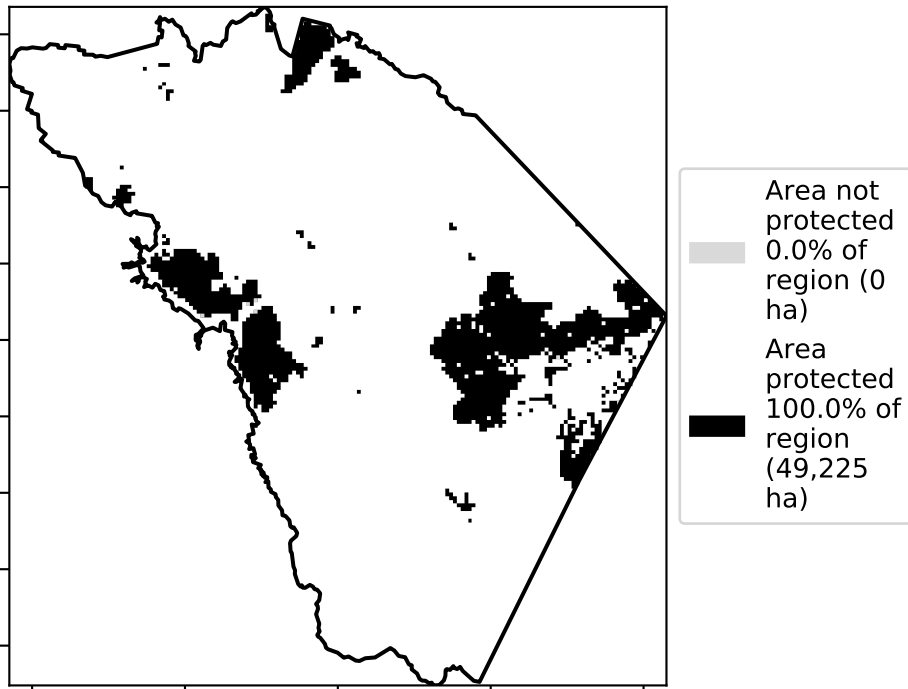 Area not
protected
0.0% of
region (0
ha)
Area
protected
100.0% of
region
(49,225
ha)